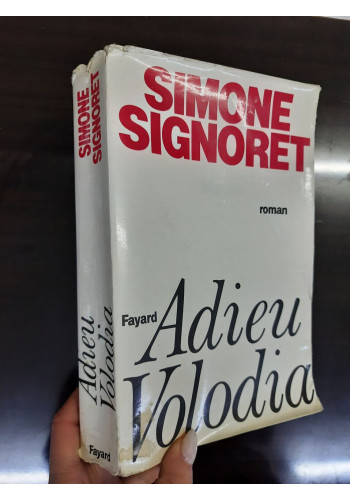 SIMONE
SIGNORET
roman
Fayard
Adieu
Volodia
SIMONE
SIGNORET
Adieu
Volodia
Fayard